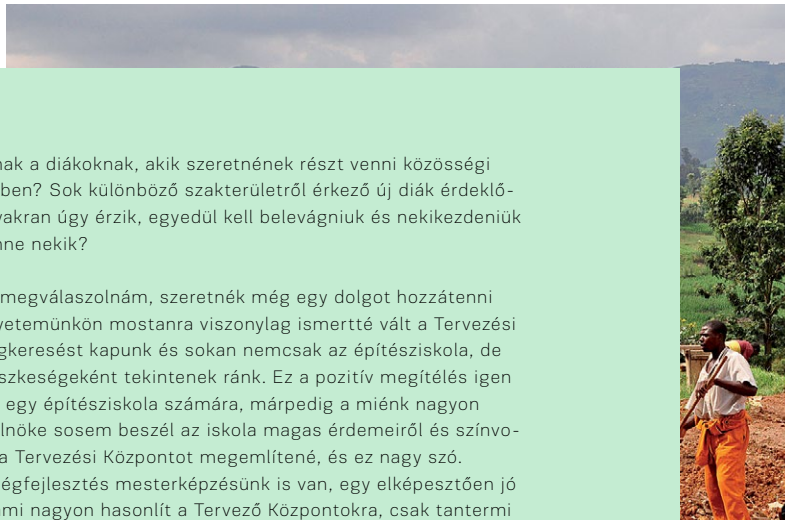 nak a diákoknak, akik szeretnének részt venni közösségi
ben? Sok különböző szakterületről érkező új diák érdeklő-
yakran úgy érzik, egyedül kell belevágniuk és nekikezdeniük
nne nekik?
megválaszolnám, szeretnék még egy dolgot hozzátenni
yetemünkön mostanra viszonylag ismertté vált a Tervezési
gkeresést kapunk és sokan nemcsak az építésziskola, de
szkeségeként tekintenek ránk. Ez a pozitív megítélés igen
egy építésziskola számára, márpedig a miénk nagyon
lnöke sosem beszél az iskola magas érdemeiről és színvo-
a Tervezési Központot megemlítené, és ez nagy szó.
égfejlesztés mesterképzésünk is van, egy elképesztően jó
ami nagyon hasonlít a Tervező Központokra, csak tantermi